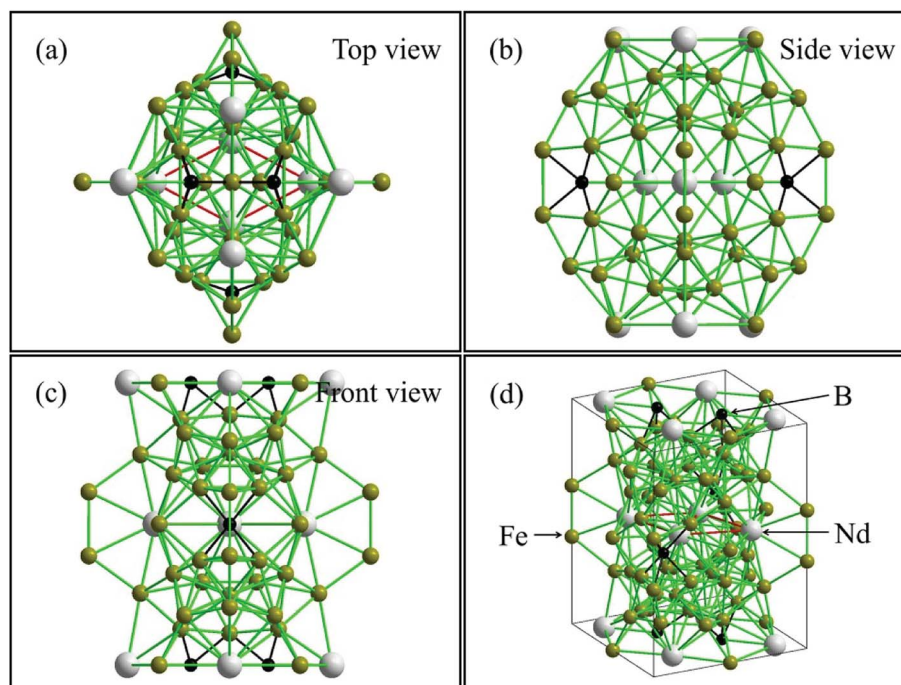 (a)
Top view
(b)
Side view
(c)
Front view
(d)
B
Fe
Nd